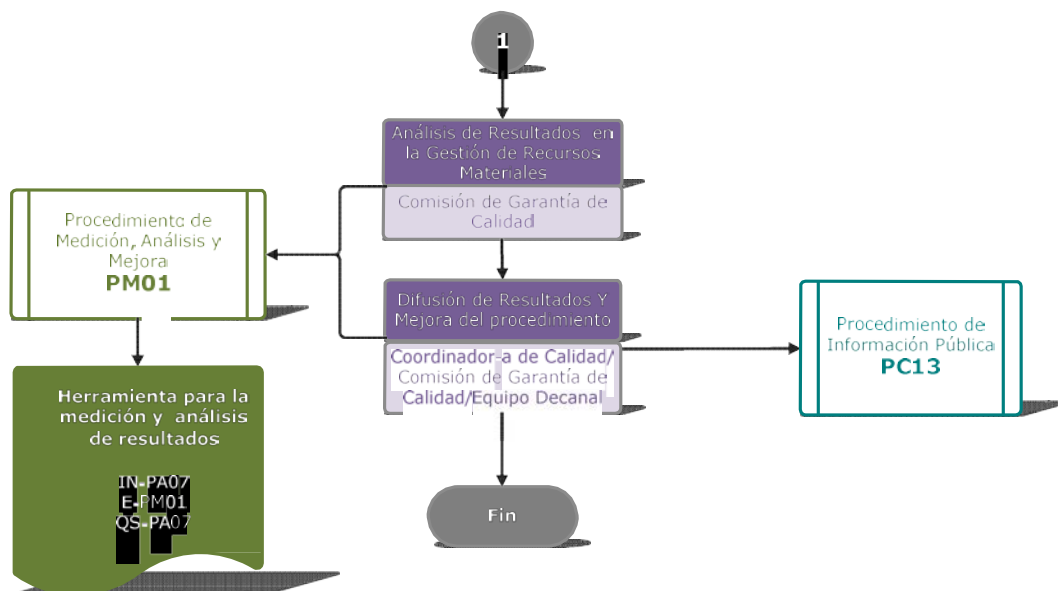 1
Análisis de Resultados en
la Gestión de Recursos
Materiales
Comisión de Garantía de
Calidad
Procedimiento de
Medición, Análisis y
Mejora
PM01
Difusión de Resultados Y
Mejora del procedimiento
Coordinador-a de Calidad/
Comisión de Garantía de
Calidad/Equipo Decanal
Procedimiento de
Información Pública
PC13
Herramienta para la
medición y análisis
de resultados
IN-PA07
E-PM01
QS-PA07
Fin